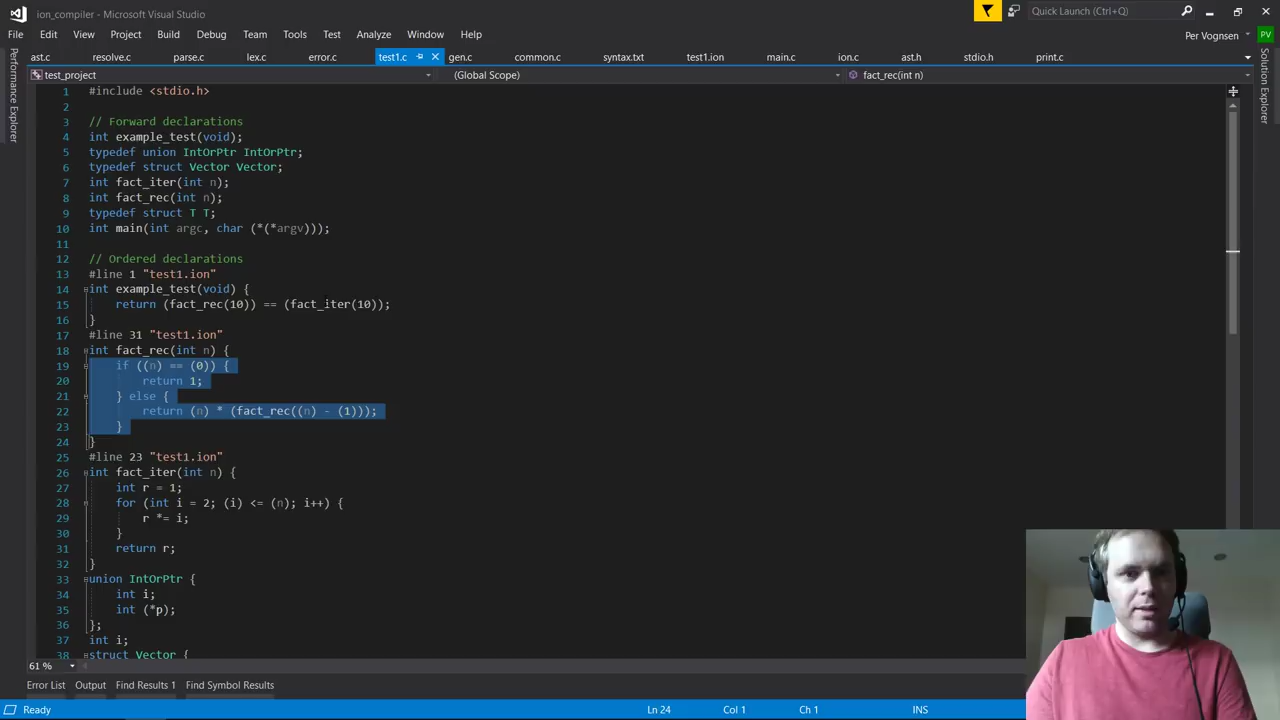 ion_compiler - Microsoft Visual Studio
Quick Launch (Ctrl+Q)
File Edit View Project Build Debug Team Tools Test Analyze Window Help
Per Vognsen PV
ast.c resolve.c parse.c lex.c error.c test1.c gen.c common.c syntax.txt test1.ion main.c ion.c ast.h stdio.h print.c
test_project (Global Scope) fact_rec(int n)
Performance Explorer
Solution Explorer
1 #include <stdio.h>
2
3 // Forward declarations
4 int example_test(void);
5 typedef union IntOrPtr IntOrPtr;
6 typedef struct Vector Vector;
7 int fact_iter(int n);
8 int fact_rec(int n);
9 typedef struct T T;
10 int main(int argc, char (*(*argv)));
11
12 // Ordered declarations
13 #line 1 "test1.ion"
14 int example_test(void) {
15 return (fact_rec(10)) == (fact_iter(10));
16 }
17 #line 31 "test1.ion"
18 int fact_rec(int n) {
19 if ((n) == (0)) {
20 return 1;
21 } else {
22 return (n) * (fact_rec((n) - (1)));
23 }
24 }
25 #line 23 "test1.ion"
26 int fact_iter(int n) {
27 int r = 1;
28 for (int i = 2; (i) <= (n); i++) {
29 r *= i;
30 }
31 return r;
32 }
33 union IntOrPtr {
34 int i;
35 int (*p);
36 };
37 int i;
38 struct Vector {
61 %
Error List Output Find Results 1 Find Symbol Results
Ready Ln 24 Col 1 Ch 1 INS